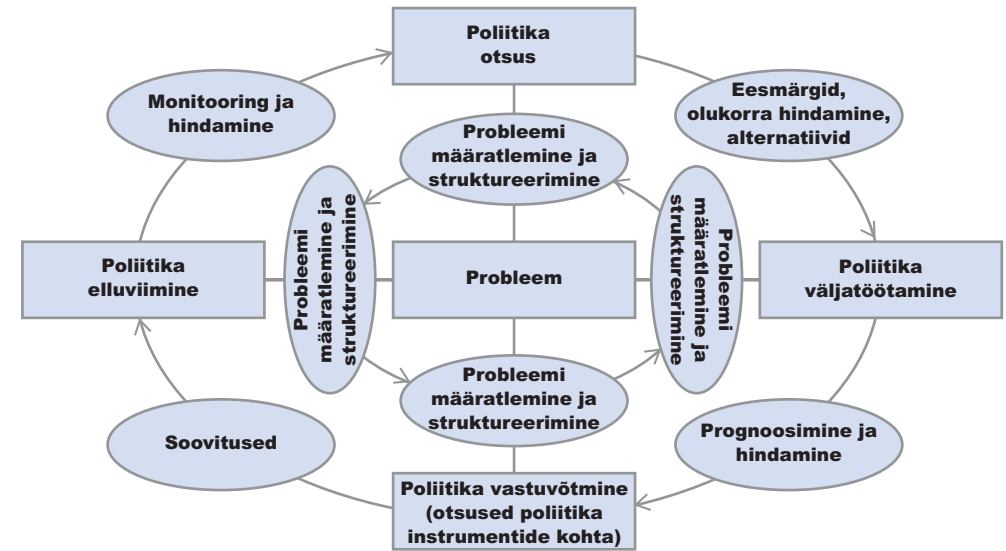 Poliitika
otsus
Monitooring ja
hindamine
Eesmärgid,
olukorra hindamine,
alternatiivid
Probleemi
määratlemine ja
struktureerimine
Probleemi
määratlemine ja
struktureerimine
Probleemi
määratlemine ja
struktureerimine
Poliitika
elluviimine
Probleem
Poliitika
väljatöötamine
Probleemi
määratlemine ja
struktureerimine
Soovitused
Prognoosimine ja
hindamine
Poliitika vastuvõtmine
(otsused poliitika
instrumentide kohta)